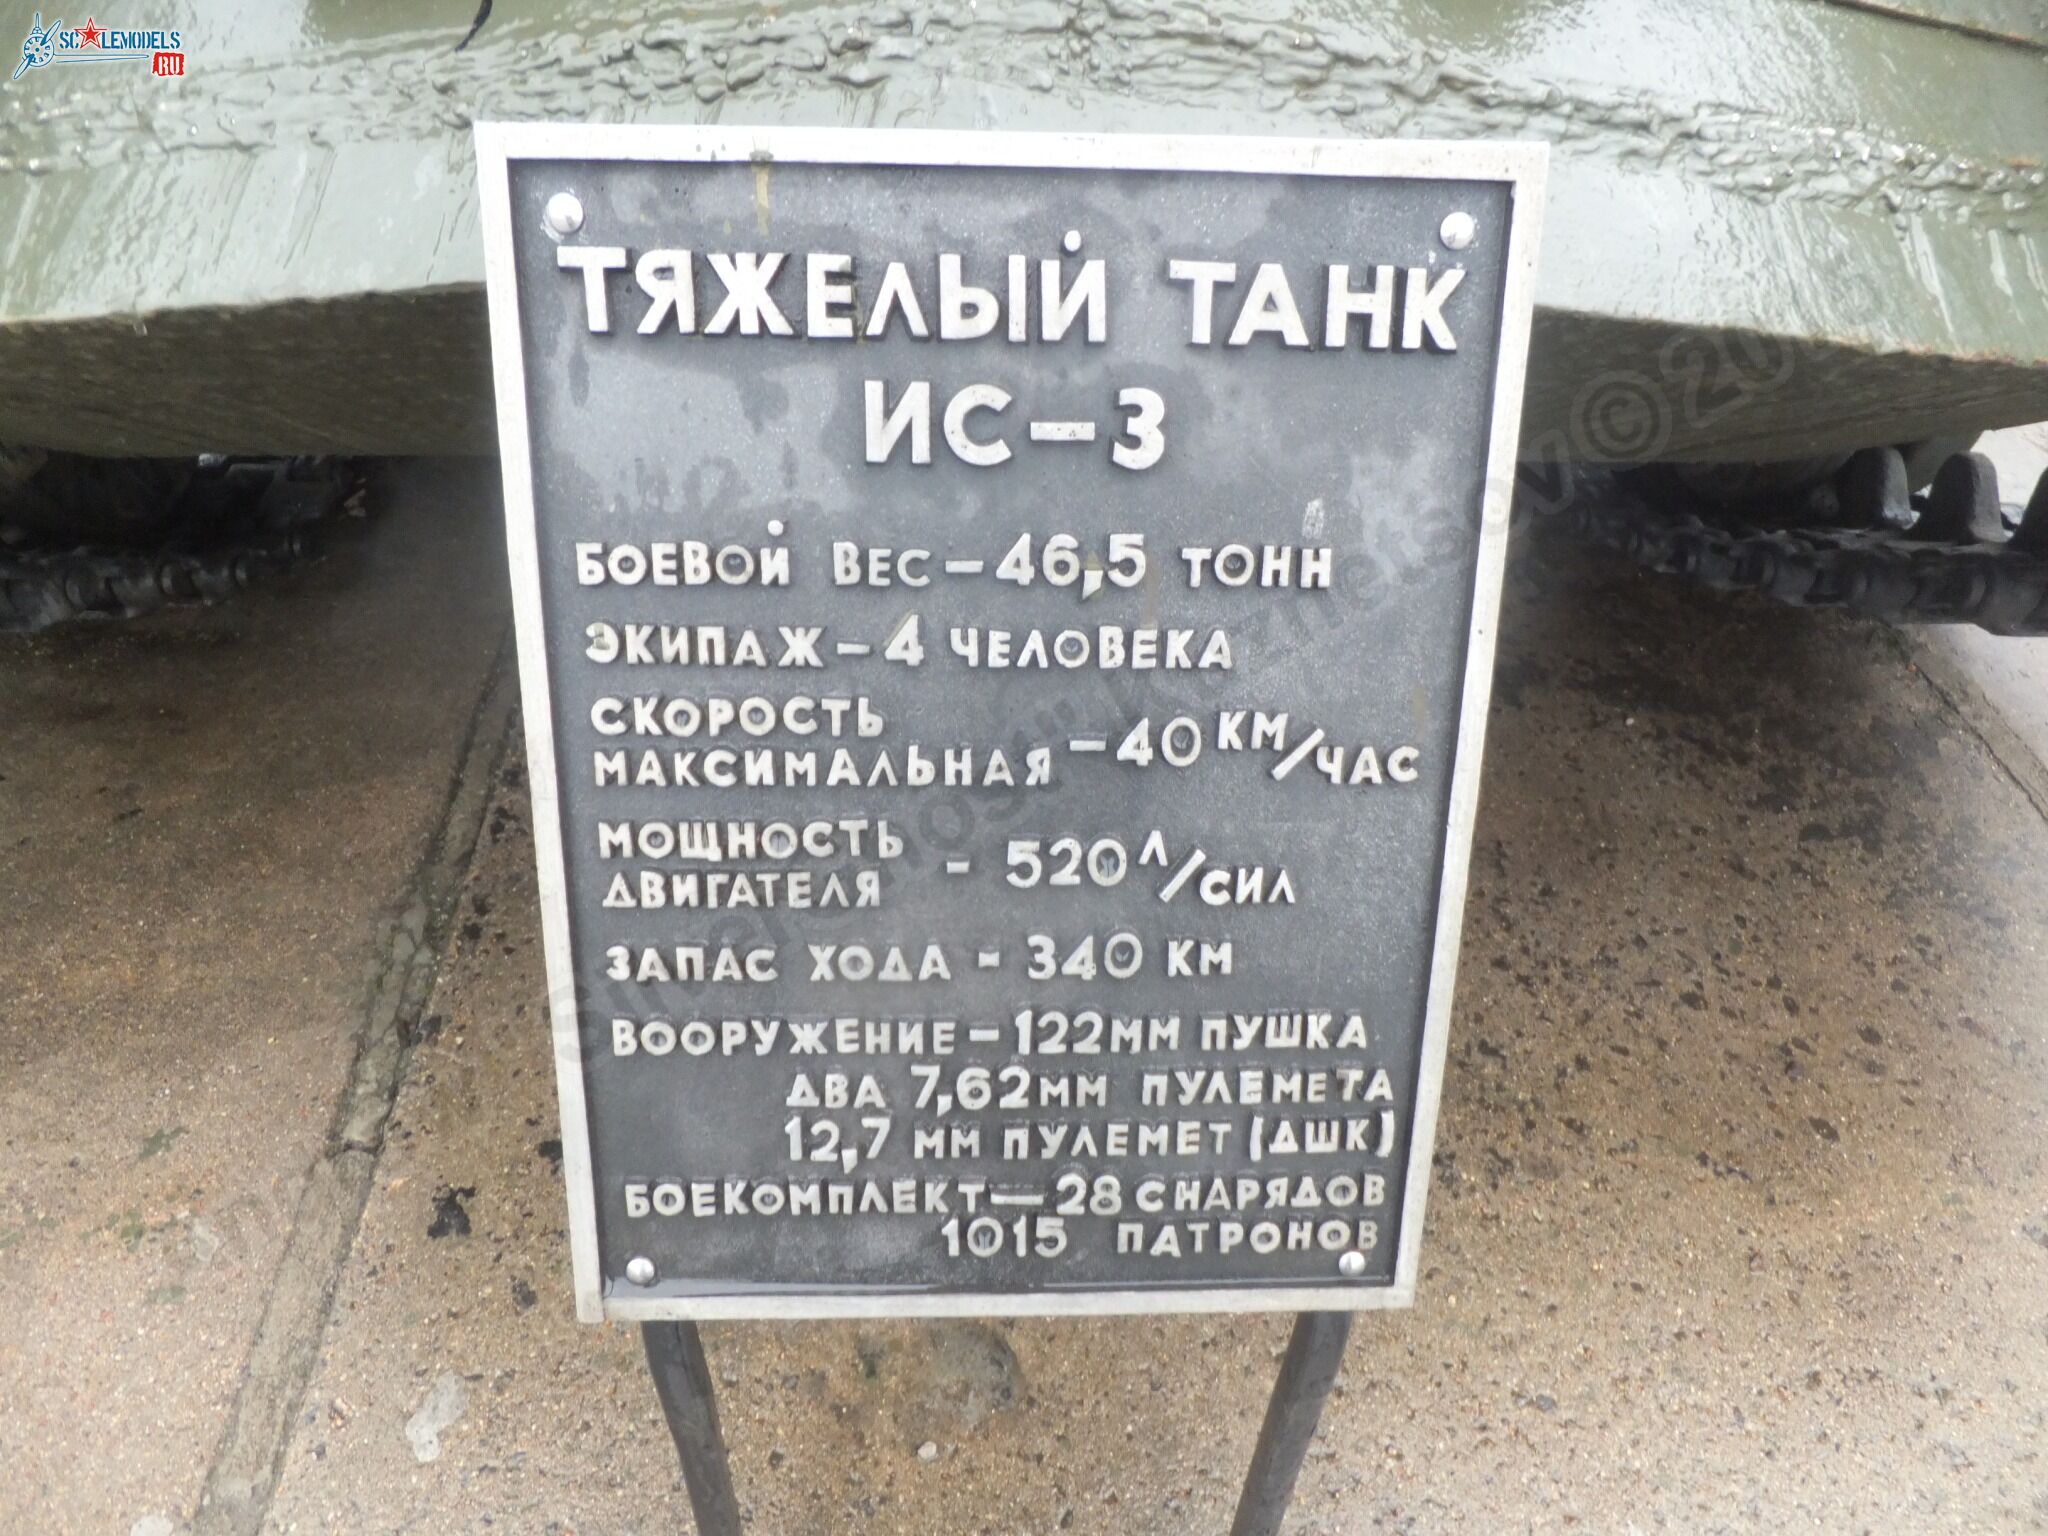 SCALEMODELS
RU
ТЯЖЕЛЫЙ ТАНК
ИС-3
БОЕВОЙ ВЕС - 46,5 ТОНН
ЭКИПАЖ - 4 ЧЕЛОВЕКА
СКОРОСТЬ
МАКСИМАЛЬНАЯ - 40 КМ/ЧАС
МОЩНОСТЬ
ДВИГАТЕЛЯ - 520 Л/СИЛ
ЗАПАС ХОДА - 340 КМ
ВООРУЖЕНИЕ - 122ММ ПУШКА
ДВА 7,62ММ ПУЛЕМЕТА
12,7 ММ ПУЛЕМЕТ (ДШК)
БОЕКОМПЛЕКТ - 28 СНАРЯДОВ
1015 ПАТРОНОВ